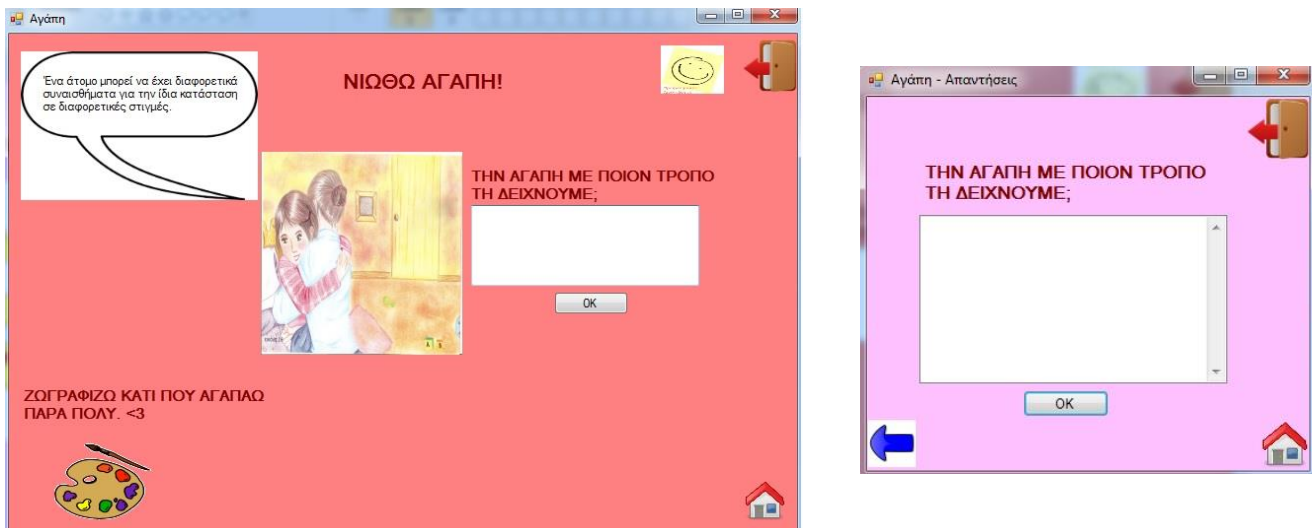 Αγάπη
Ένα άτομο μπορεί να έχει διαφορετικά
συναισθήματα για την ίδια κατάσταση
σε διαφορετικές στιγμές.
ΝΙΩΘΩ ΑΓΑΠΗ!
ΤΗΝ ΑΓΑΠΗ ΜΕ ΠΟΙΟΝ ΤΡΟΠΟ
ΤΗ ΔΕΙΧΝΟΥΜΕ;
OK
ΖΩΓΡΑΦΙΖΩ ΚΑΤΙ ΠΟΥ ΑΓΑΠΑΩ
ΠΑΡΑ ΠΟΛΥ. <3
Αγάπη - Απαντήσεις
ΤΗΝ ΑΓΑΠΗ ΜΕ ΠΟΙΟΝ ΤΡΟΠΟ
ΤΗ ΔΕΙΧΝΟΥΜΕ;
OK